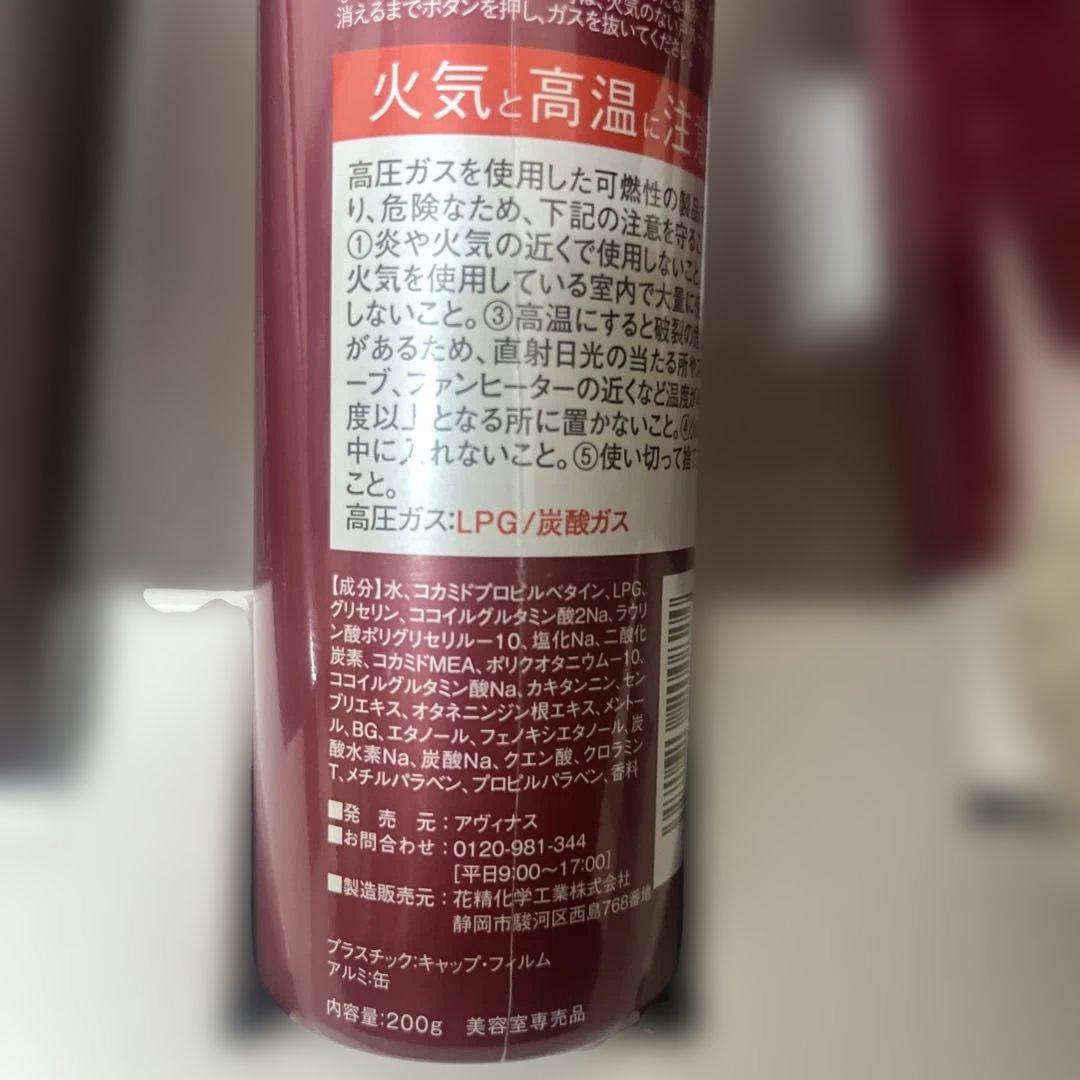 消えるまでボタンを押し、ガスを抜いてください。
火気と高温に注意
高圧ガスを使用した可燃性の製品
り、危険なため、下記の注意を守る
①炎や火気の近くで使用しないこと
火気を使用している室内で大量に
しないこと。③高温にすると破裂の
があるため、直射日光の当たる所や
ーブ、ファンヒーターの近くなど温度が
度以上となる所に置かないこと。④
中に入れないこと。⑤使い切って捨て
こと。
高圧ガス:LPG/炭酸ガス
【成分】水、コカミドプロピルベタイン、LPG、
グリセリン、ココイルグルタミン酸2Na、ラウリ
ン酸ポリグリセリル－10、塩化Na、二酸化
炭素、コカミドMEA、ポリクオタニウム－10、
ココイルグルタミン酸Na、カキタンニン、セン
ブリエキス、オタネニンジン根エキス、メントー
ル、BG、エタノール、フェノキシエタノール、炭
酸水素Na、炭酸Na、クエン酸、クロラミン
T、メチルパラベン、プロピルパラベン、香料
■発売元：アヴィナス
■お問合わせ：0120-981-344
[平日9:00～17:00]
■製造販売元：花精化学工業株式会社
静岡市駿河区西島768番地
プラスチック:キャップ・フィルム
アルミ:缶
内容量:200g 美容室専売品